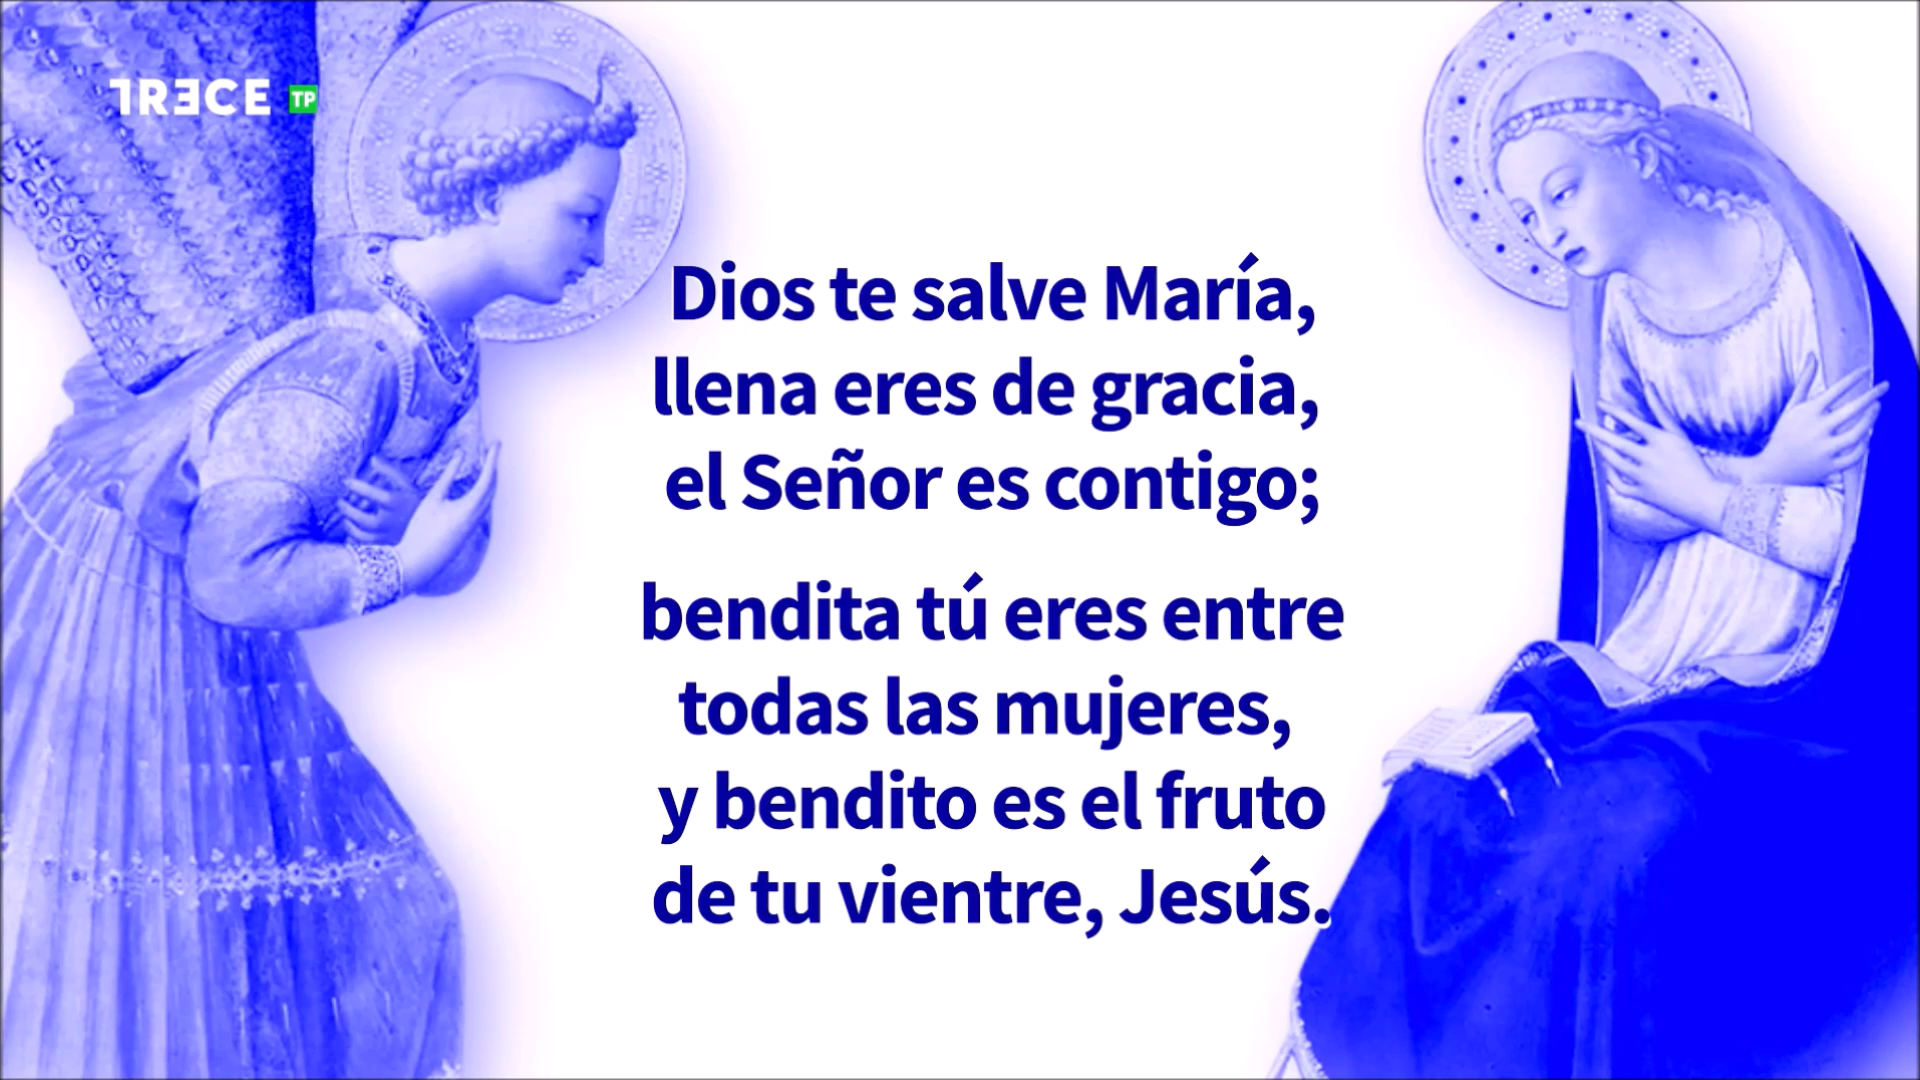 TRECE TP
Dios te salve María,
llena eres de gracia,
el Señor es contigo;
bendita tú eres entre
todas las mujeres,
y bendito es el fruto
de tu vientre, Jesús.